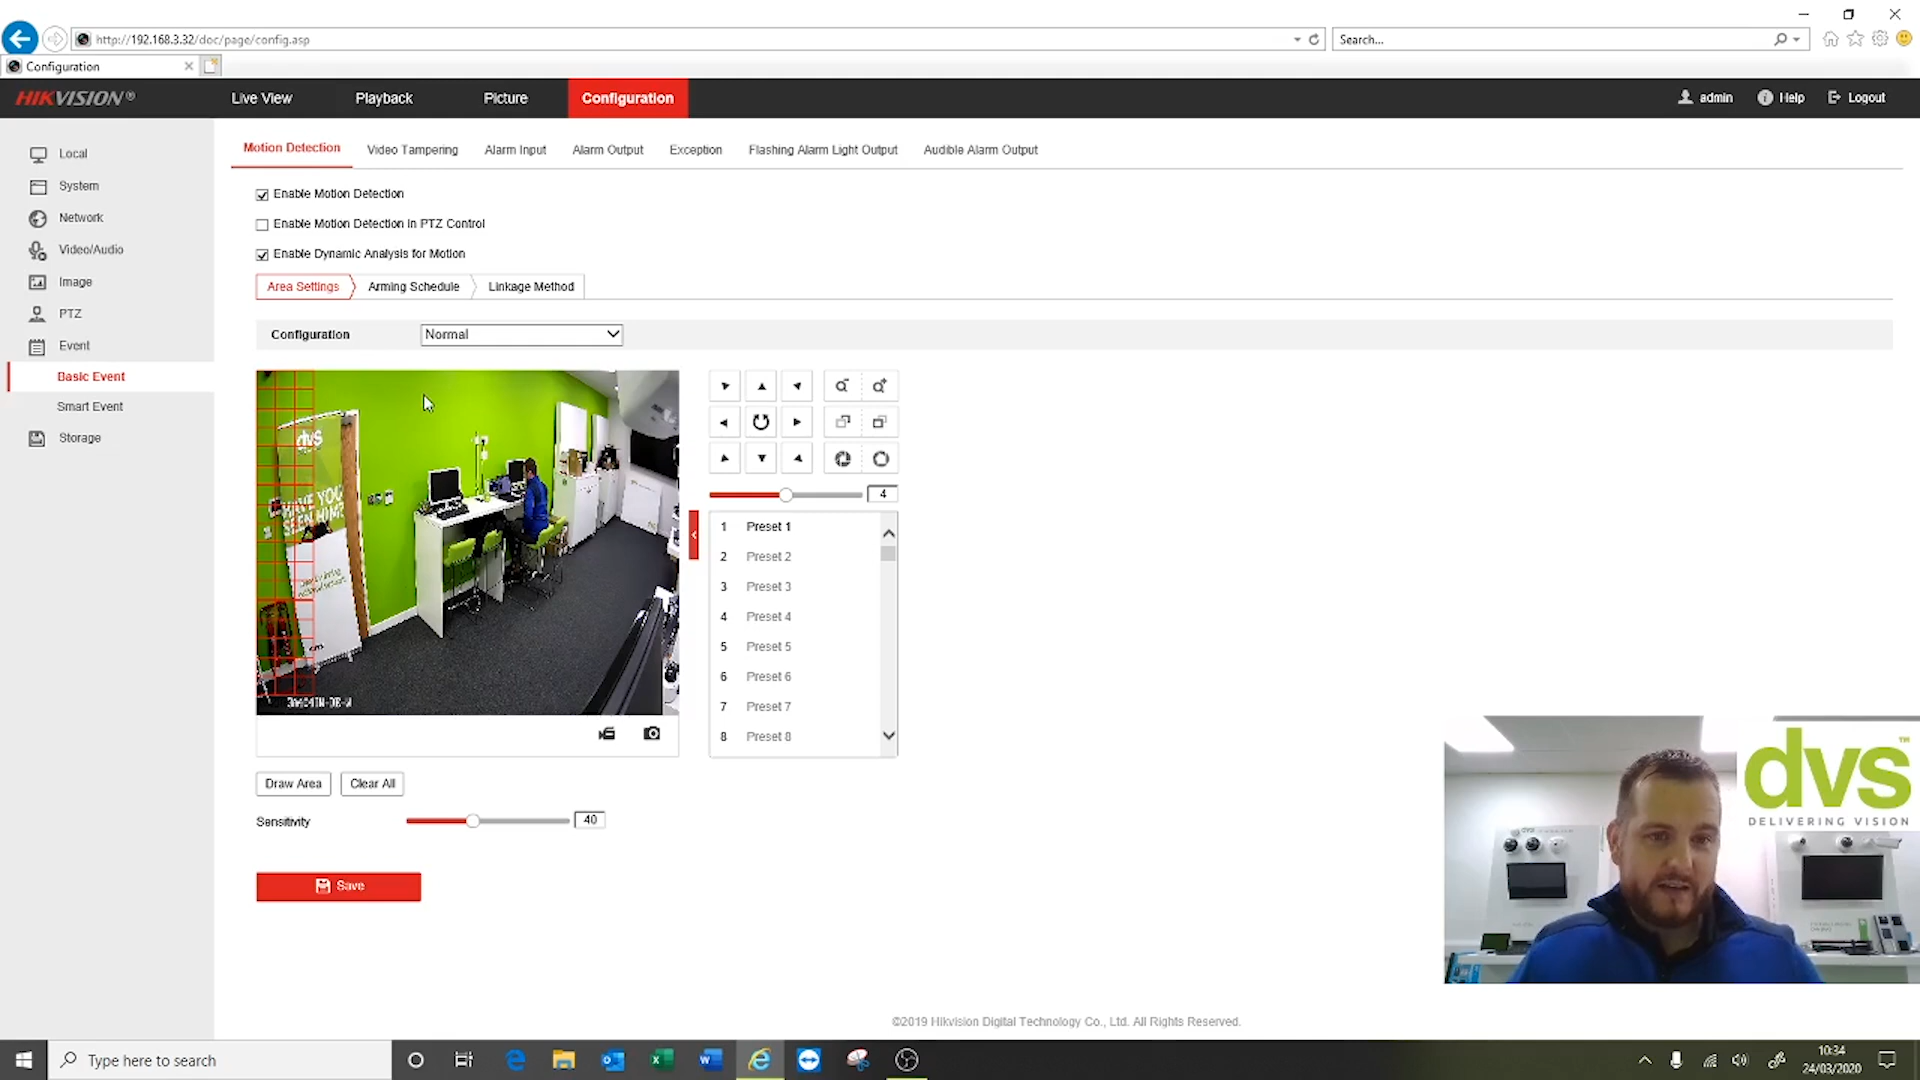 http://192.168.3.32/doc/page/config.asp
Search...
Configuration
HIKVISION®
Live View
Playback
Picture
Configuration
admin
Help
Logout
Local
System
Network
Video/Audio
Image
PTZ
Event
Basic Event
Smart Event
Storage
Motion Detection
Video Tampering
Alarm Input
Alarm Output
Exception
Flashing Alarm Light Output
Audible Alarm Output
Enable Motion Detection
Enable Motion Detection in PTZ Control
Enable Dynamic Analysis for Motion
Area Settings
Arming Schedule
Linkage Method
Configuration
Normal
dvs
HAVE YOU
SEEN HIM?
4
1 Preset 1
2 Preset 2
3 Preset 3
4 Preset 4
5 Preset 5
6 Preset 6
7 Preset 7
8 Preset 8
Draw Area
Clear All
Sensitivity
40
Save
dvs™
DELIVERING VISION
©2019 Hikvision Digital Technology Co., Ltd. All Rights Reserved.
Type here to search
10:34
24/03/2020